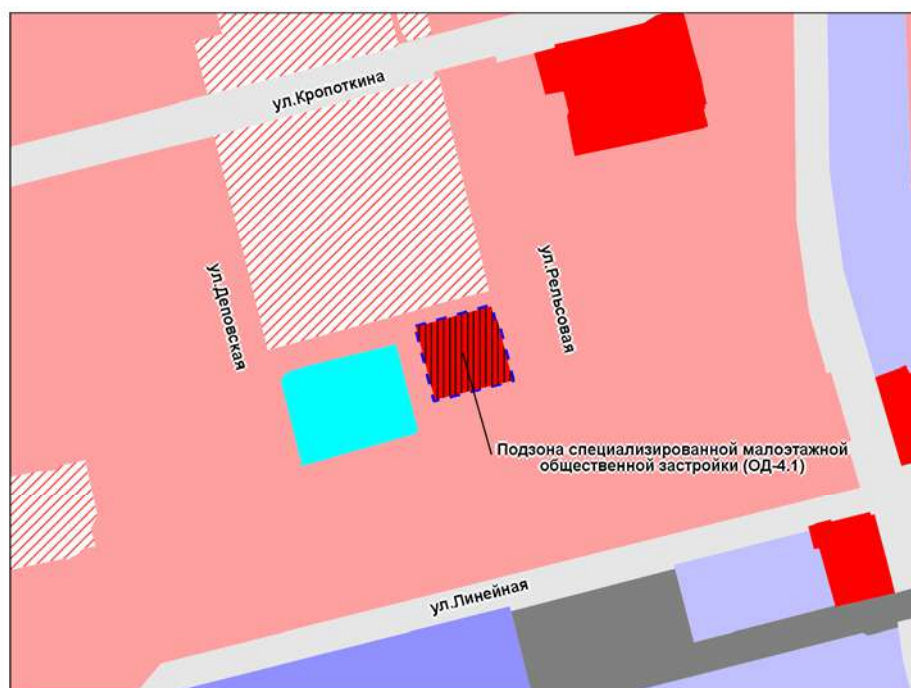 ул.Кропоткина
ул.Деповская
ул.Рельсовая
Подзона специализированной малоэтажной
общественной застройки (ОД-4.1)
ул.Линейная